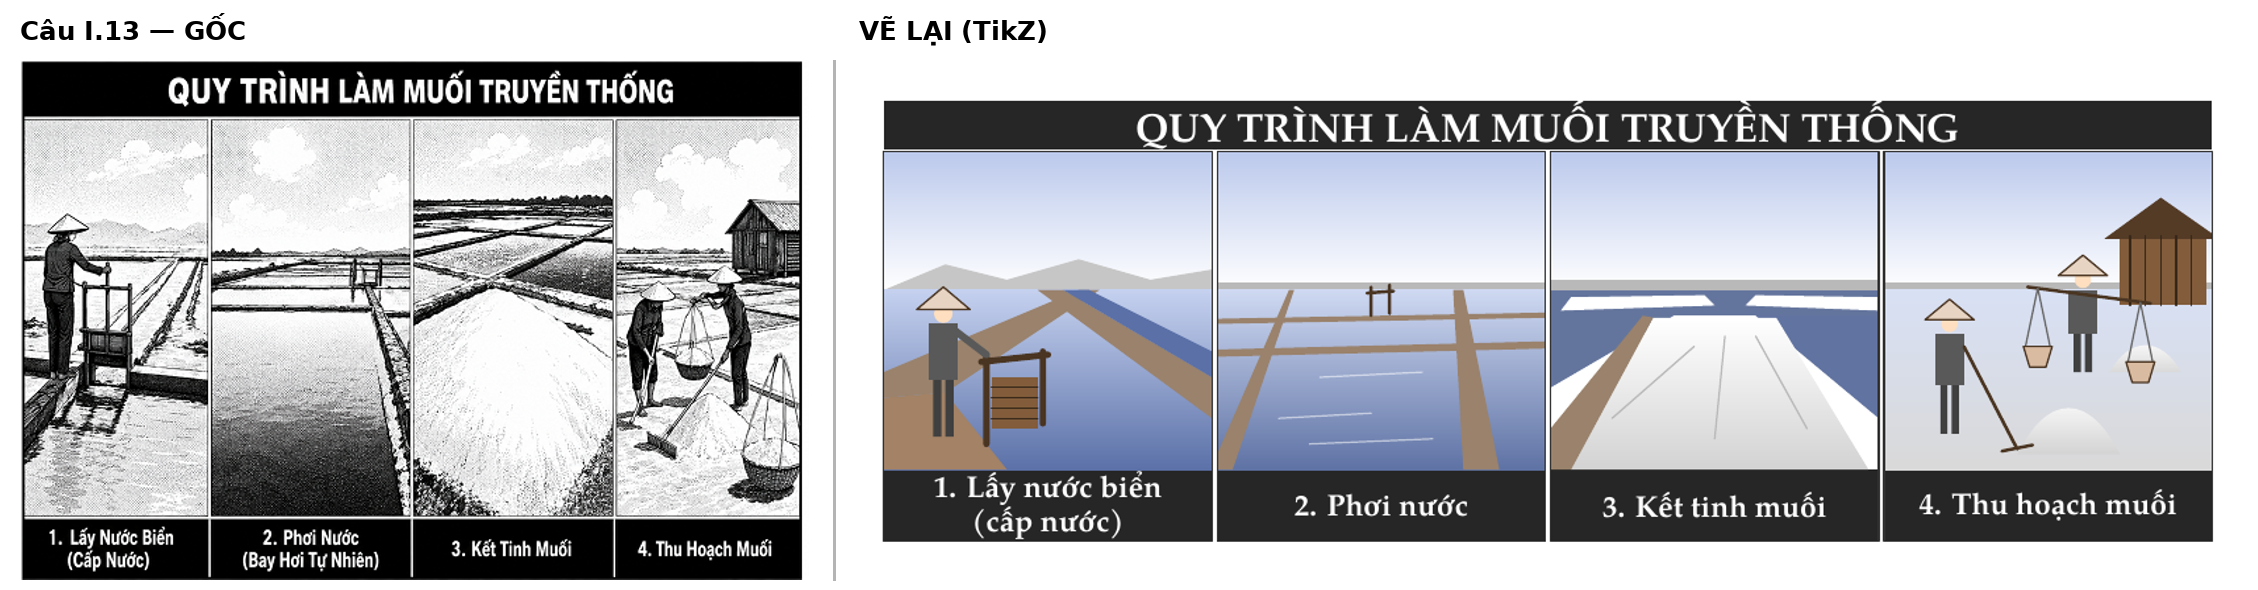 Câu I.13 — GỐC
QUY TRÌNH LÀM MUỐI TRUYỀN THỐNG
1. Lấy Nước Biển
(Cấp Nước)
2. Phơi Nước
(Bay Hơi Tự Nhiên)
3. Kết Tinh Muối
4. Thu Hoạch Muối
VẼ LẠI (TikZ)
QUY TRÌNH LÀM MUỐI TRUYỀN THỐNG
1. Lấy nước biển
(cấp nước)
2. Phơi nước
3. Kết tinh muối
4. Thu hoạch muối